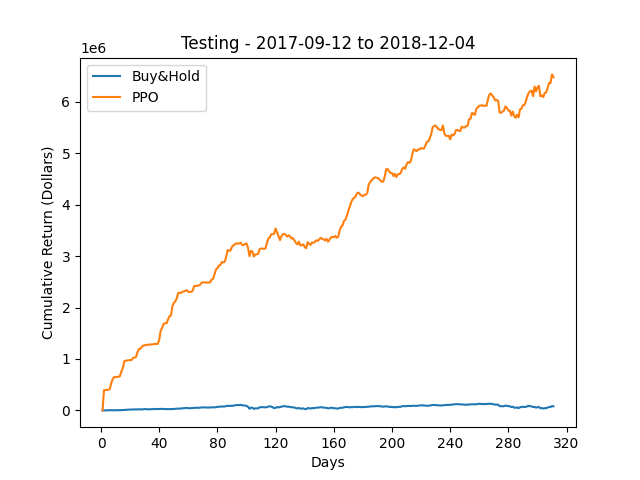 Testing - 2017-09-12 to 2018-12-04
1e6
Buy&Hold
PPO
Cumulative Return (Dollars)
6
5
4
3
2
1
0
0 40 80 120 160 200 240 280 320
Days